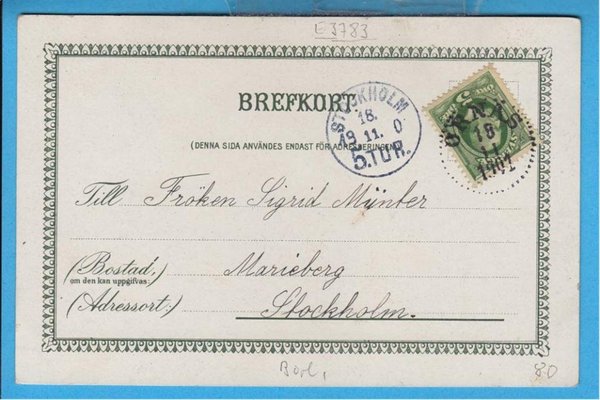 E3783
BREFKORT
(DENNA SIDA ANVÄNDES ENDAST FÖR ADRESSERINGEN)
STOCKHOLM
18.
11. 0
5.TUR.
18
1901
Till Fröken Sigrid Münter
(Bostad,)
om den kan uppgifvas:
Marieberg
(Adressort:)
Stockholm.
80